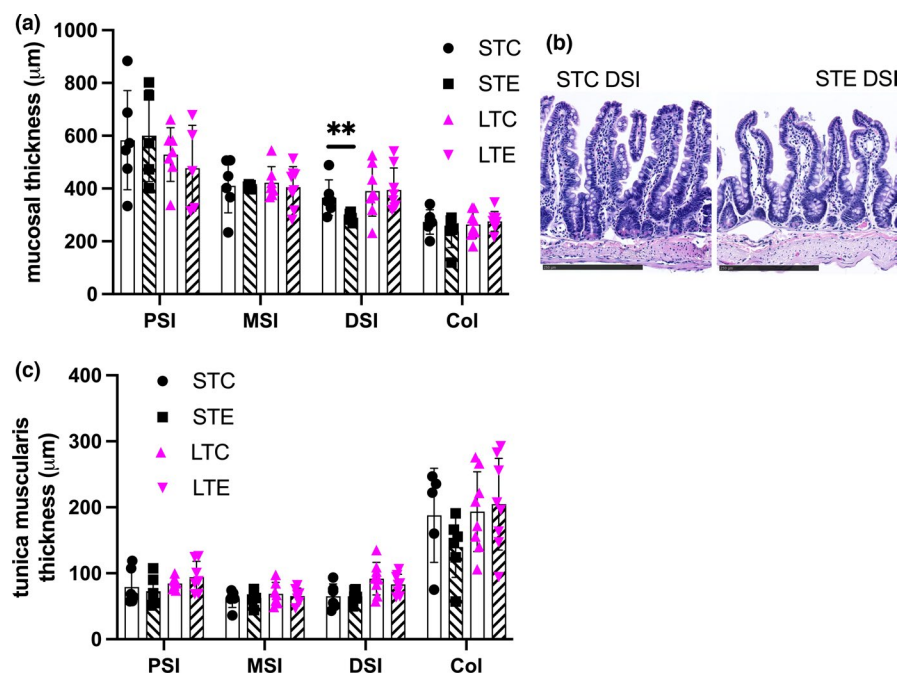 (a)
1000
800
600
400
200
0
mucosal thickness (μm)
STC
STE
LTC
LTE
**
PSI MSI DSI Col
(b)
STC DSI STE DSI
(c)
400
300
200
100
0
tunica muscularis
thickness (μm)
STC
STE
LTC
LTE
PSI MSI DSI Col